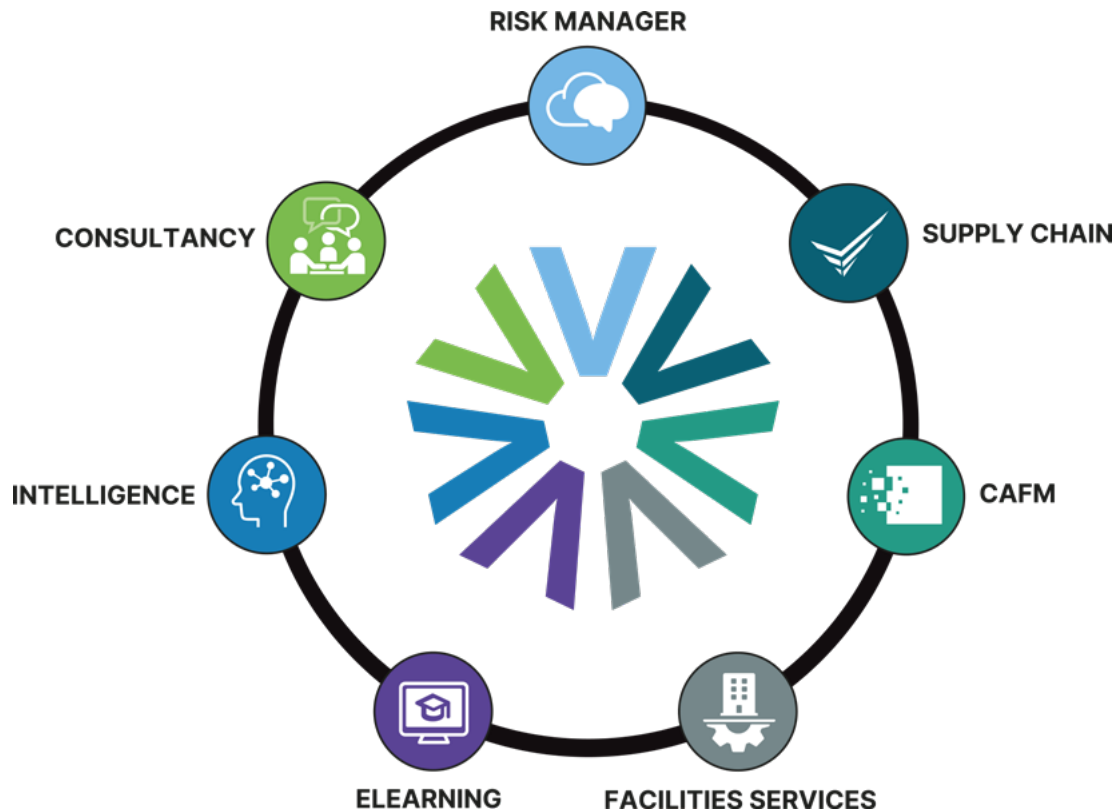 RISK MANAGER
CONSULTANCY
SUPPLY CHAIN
INTELLIGENCE
CAFM
ELEARNING
FACILITIES SERVICES